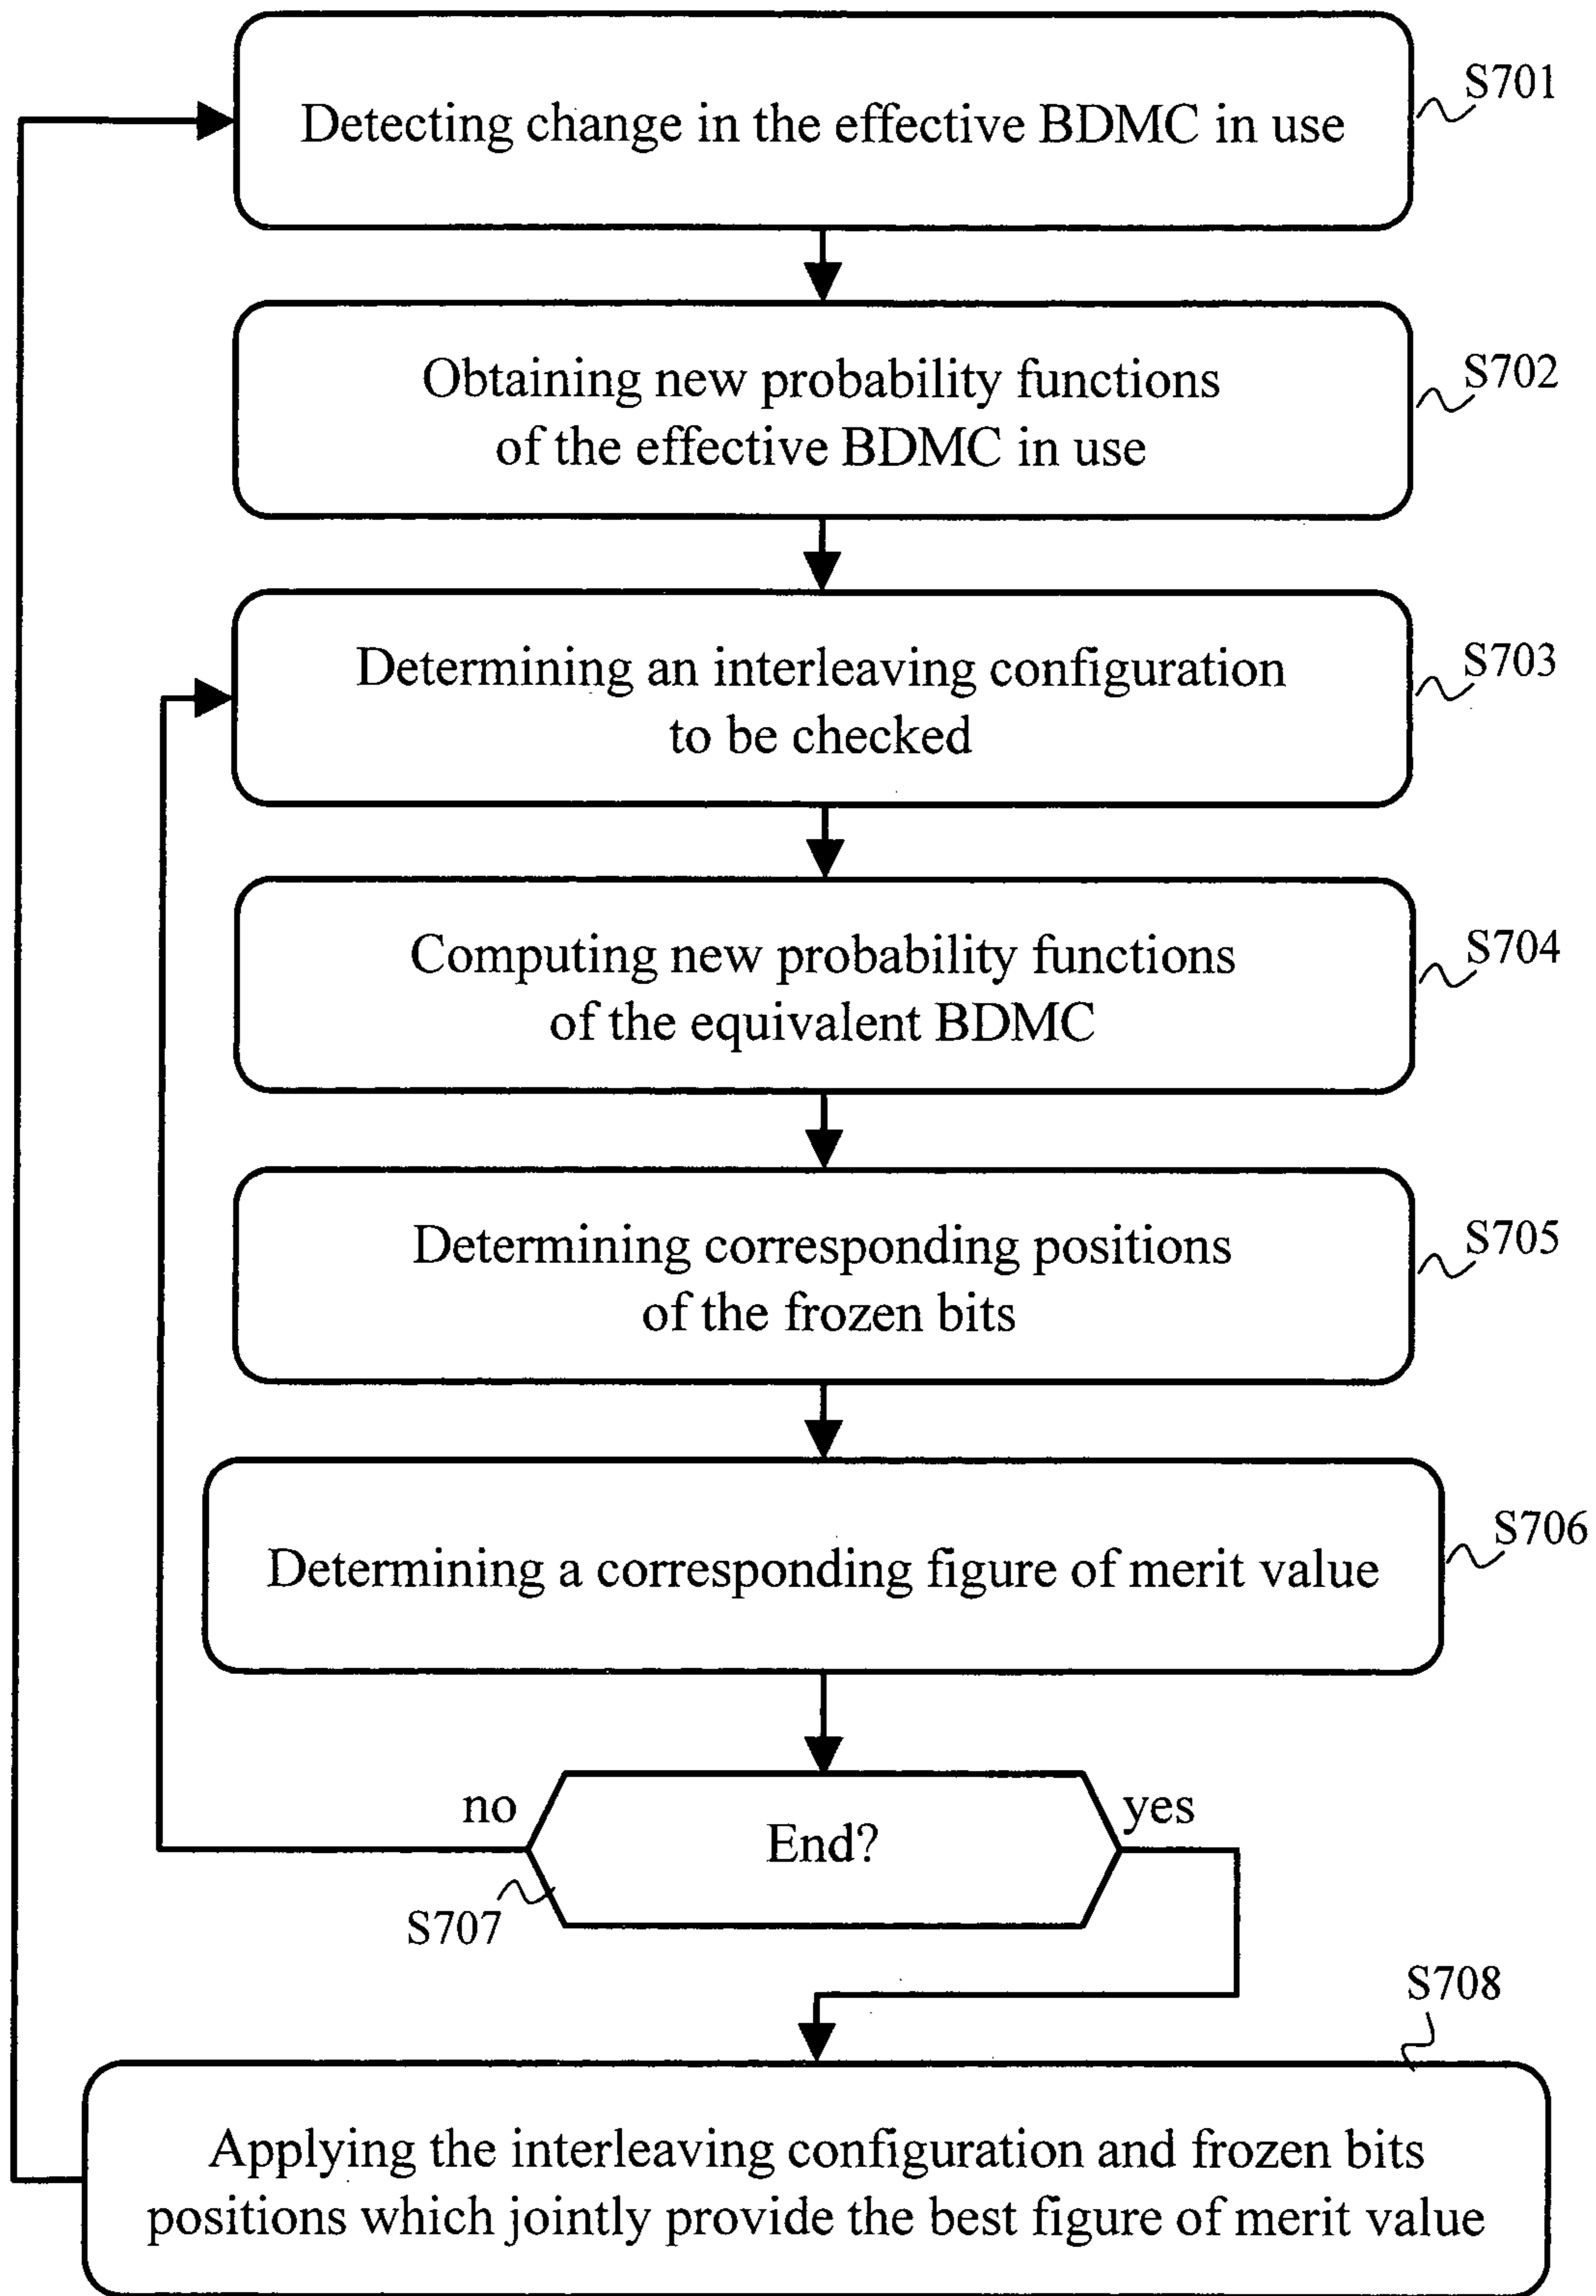 Detecting change in the effective BDMC in use
S701
Obtaining new probability functions
of the effective BDMC in use
S702
Determining an interleaving configuration
to be checked
S703
Computing new probability functions
of the equivalent BDMC
S704
Determining corresponding positions
of the frozen bits
S705
Determining a corresponding figure of merit value
S706
no
End?
yes
S707
S708
Applying the interleaving configuration and frozen bits
positions which jointly provide the best figure of merit value